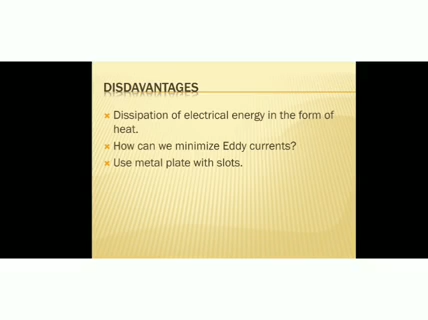 DISDAVANTAGES
Dissipation of electrical energy in the form of
heat.
How can we minimize Eddy currents?
Use metal plate with slots.